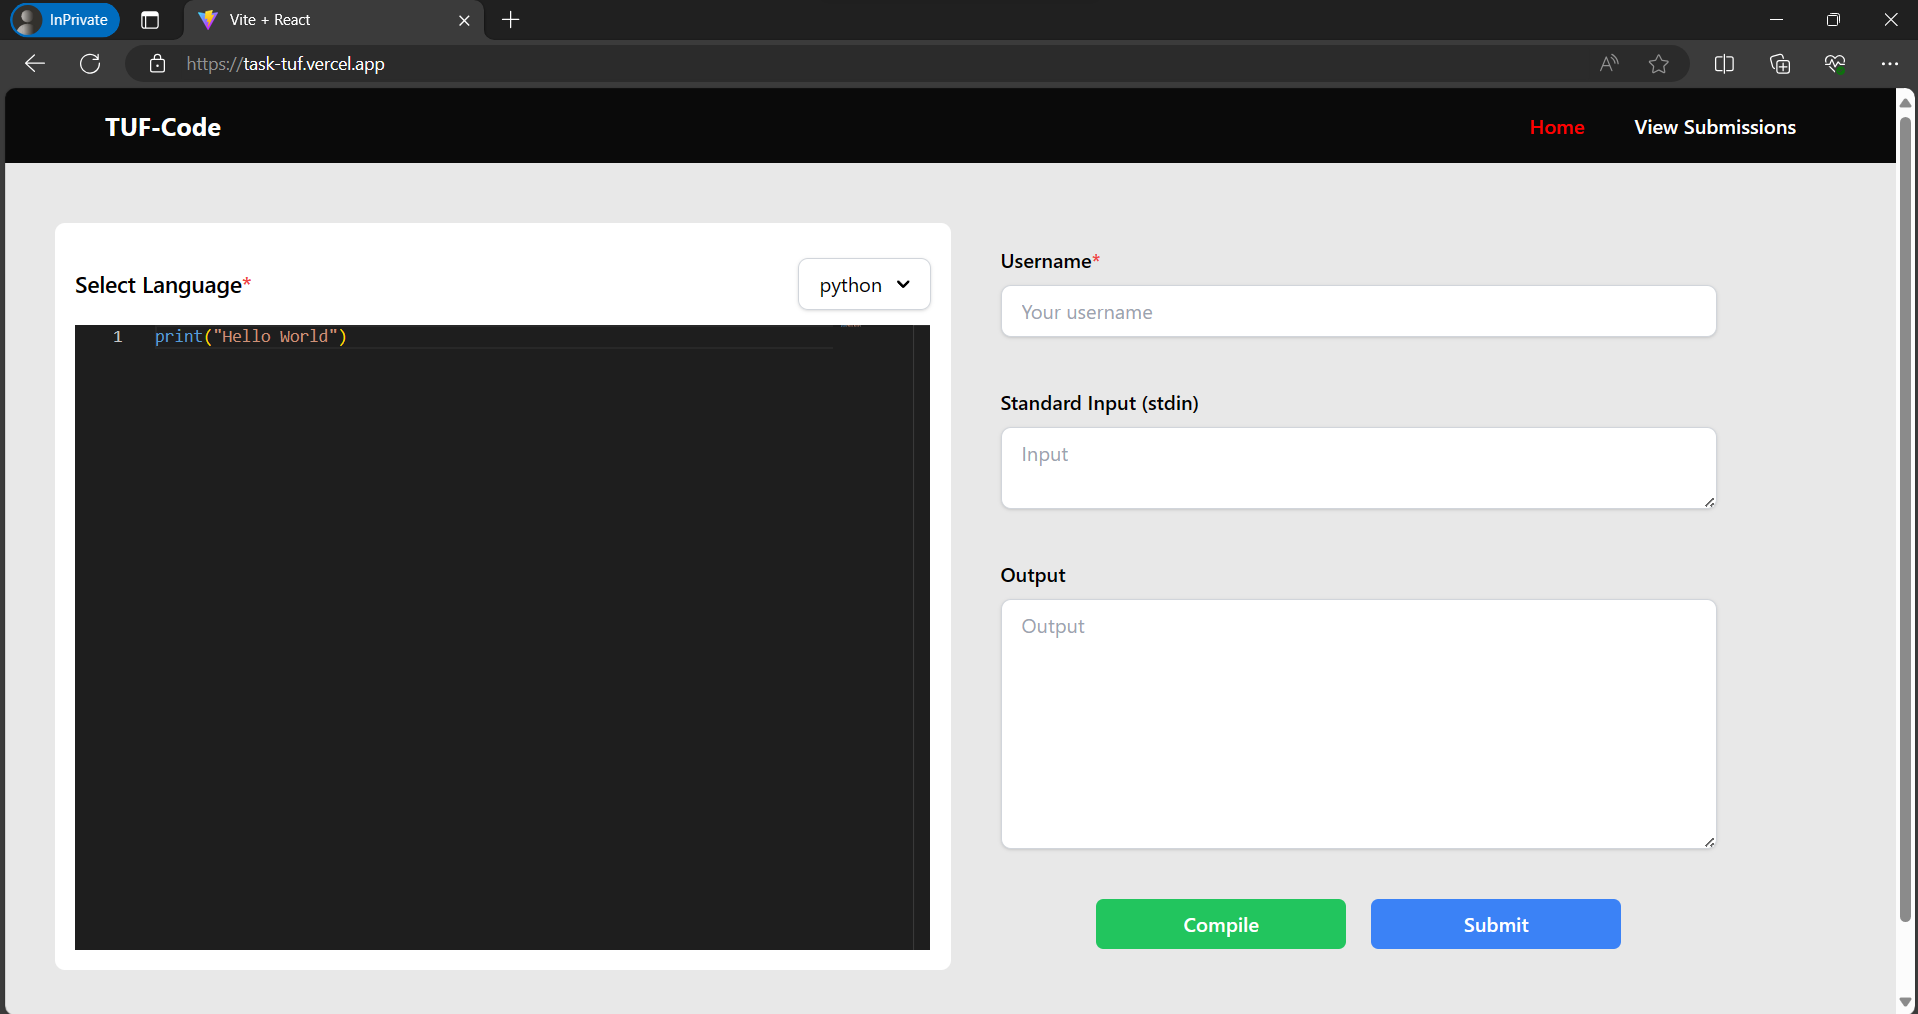 InPrivate
Vite + React
https://task-tuf.vercel.app
TUF-Code
Home
View Submissions
Select Language*
python
1 print("Hello World")
Username*
Your username
Standard Input (stdin)
Input
Output
Output
Compile
Submit